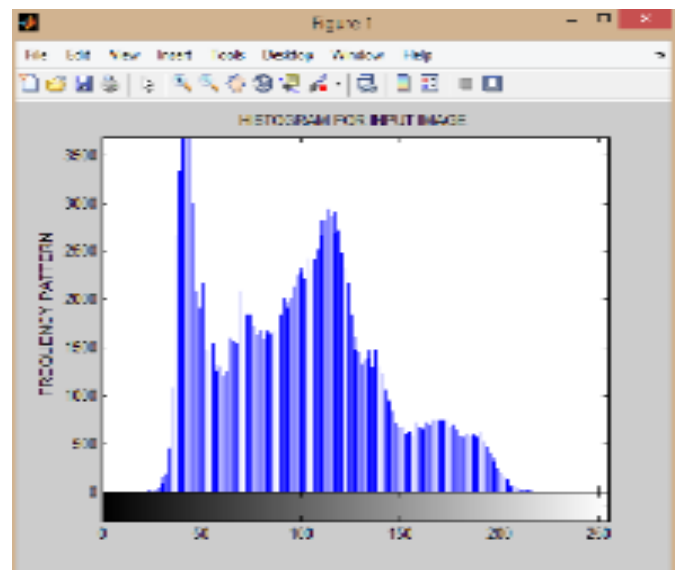 Figure 1
File Edit View Insert Tools Desktop Window Help
HISTOGRAM FOR INPUT IMAGE
FREQUENCY PATTERN
3500
3000
2500
2000
1500
1000
500
0
0 50 100 150 200 250